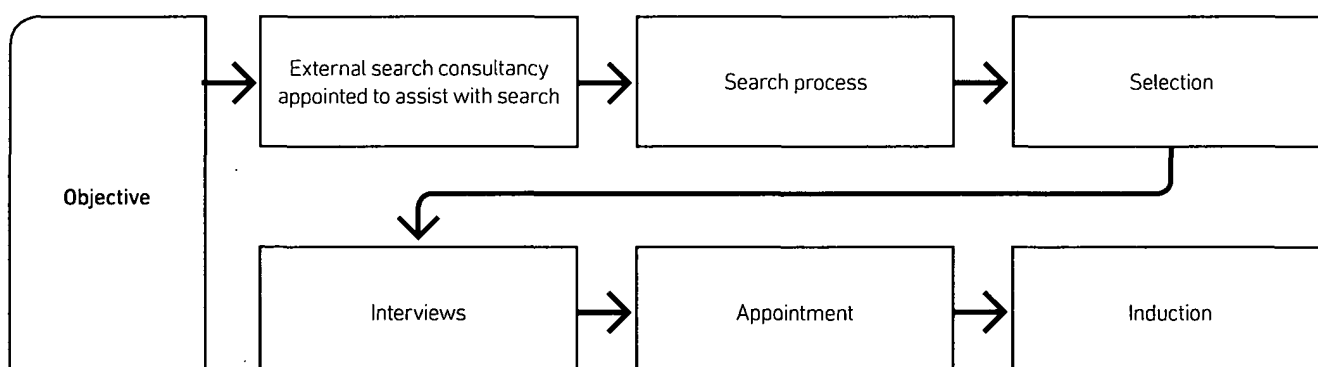 Objective
External search consultancy
appointed to assist with search
Search process
Selection
Interviews
Appointment
Induction